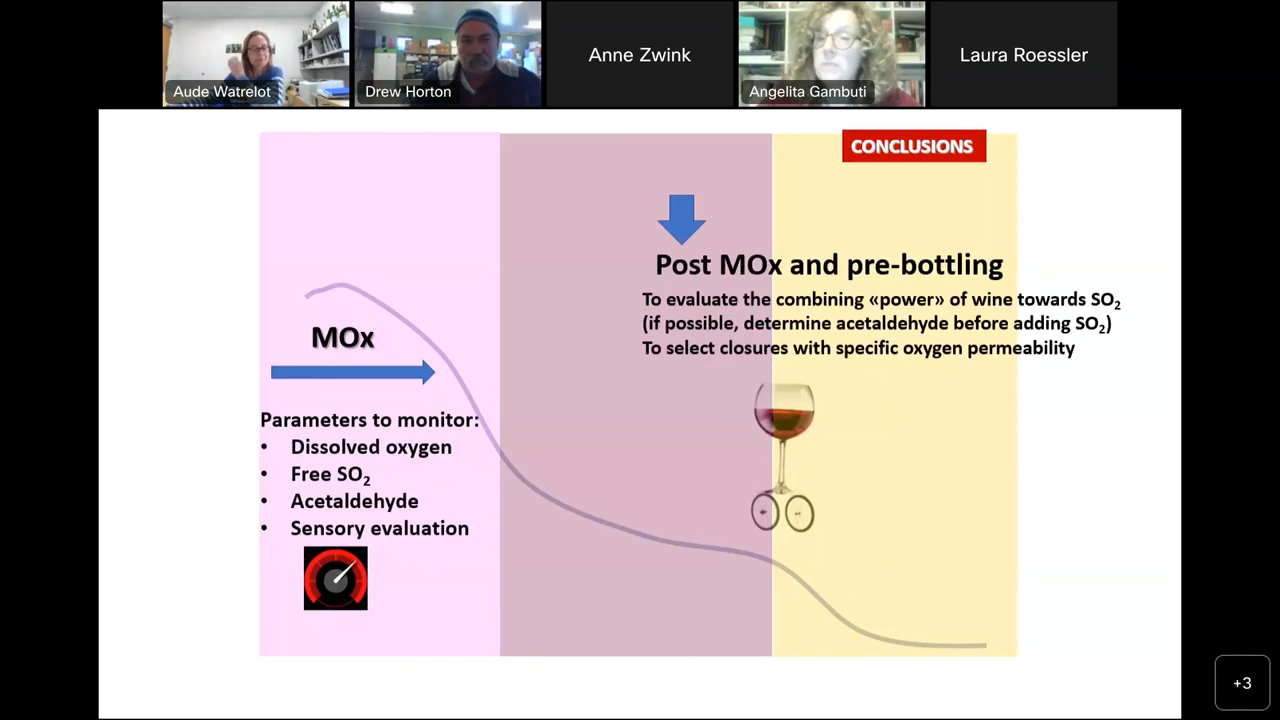 Aude Watrelot
Drew Horton
Anne Zwink
Angelita Gambuti
Laura Roessler
CONCLUSIONS
Post MOx and pre-bottling
To evaluate the combining «power» of wine towards SO₂
(if possible, determine acetaldehyde before adding SO₂)
To select closures with specific oxygen permeability
MOx
Parameters to monitor:
• Dissolved oxygen
• Free SO₂
• Acetaldehyde
• Sensory evaluation
+3